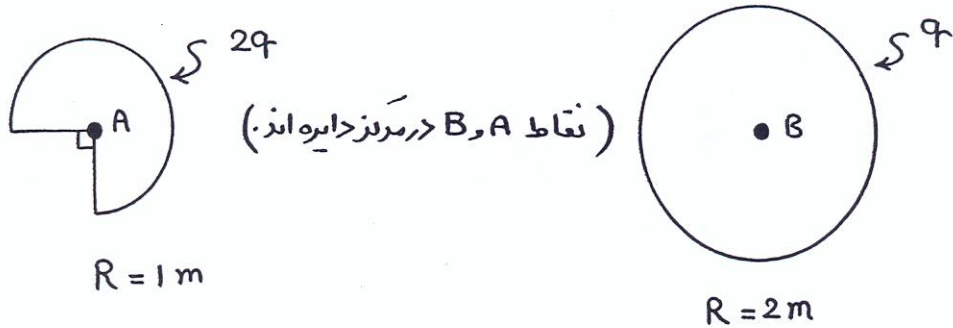 2q
q
A
(نقاط A و B در مرکز دایره اند.)
B
R = 1 m
R = 2 m